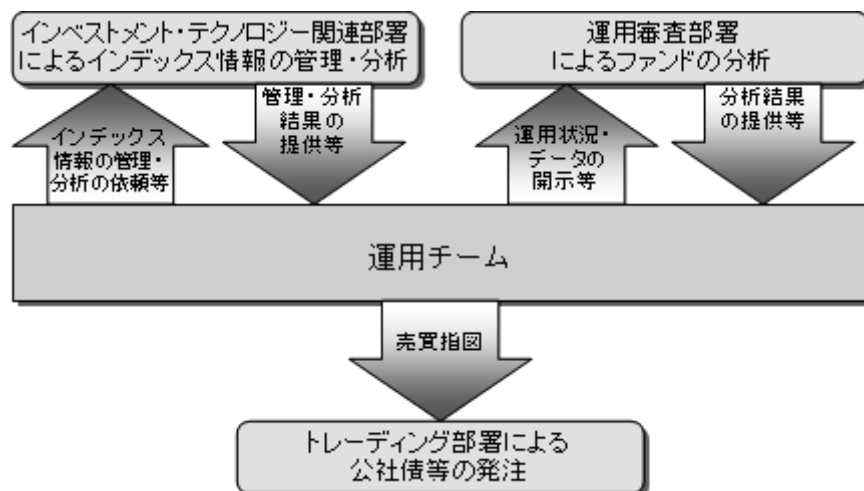 インベストメント・テクノロジー関連部署
によるインデックス情報の管理・分析
運用審査部署
によるファンドの分析
インデックス
情報の管理・
分析の依頼等
管理・分析
結果の
提供等
運用状況・
データの
開示等
分析結果
の提供等
運用チーム
売買指図
トレーディング部署による
公社債等の発注